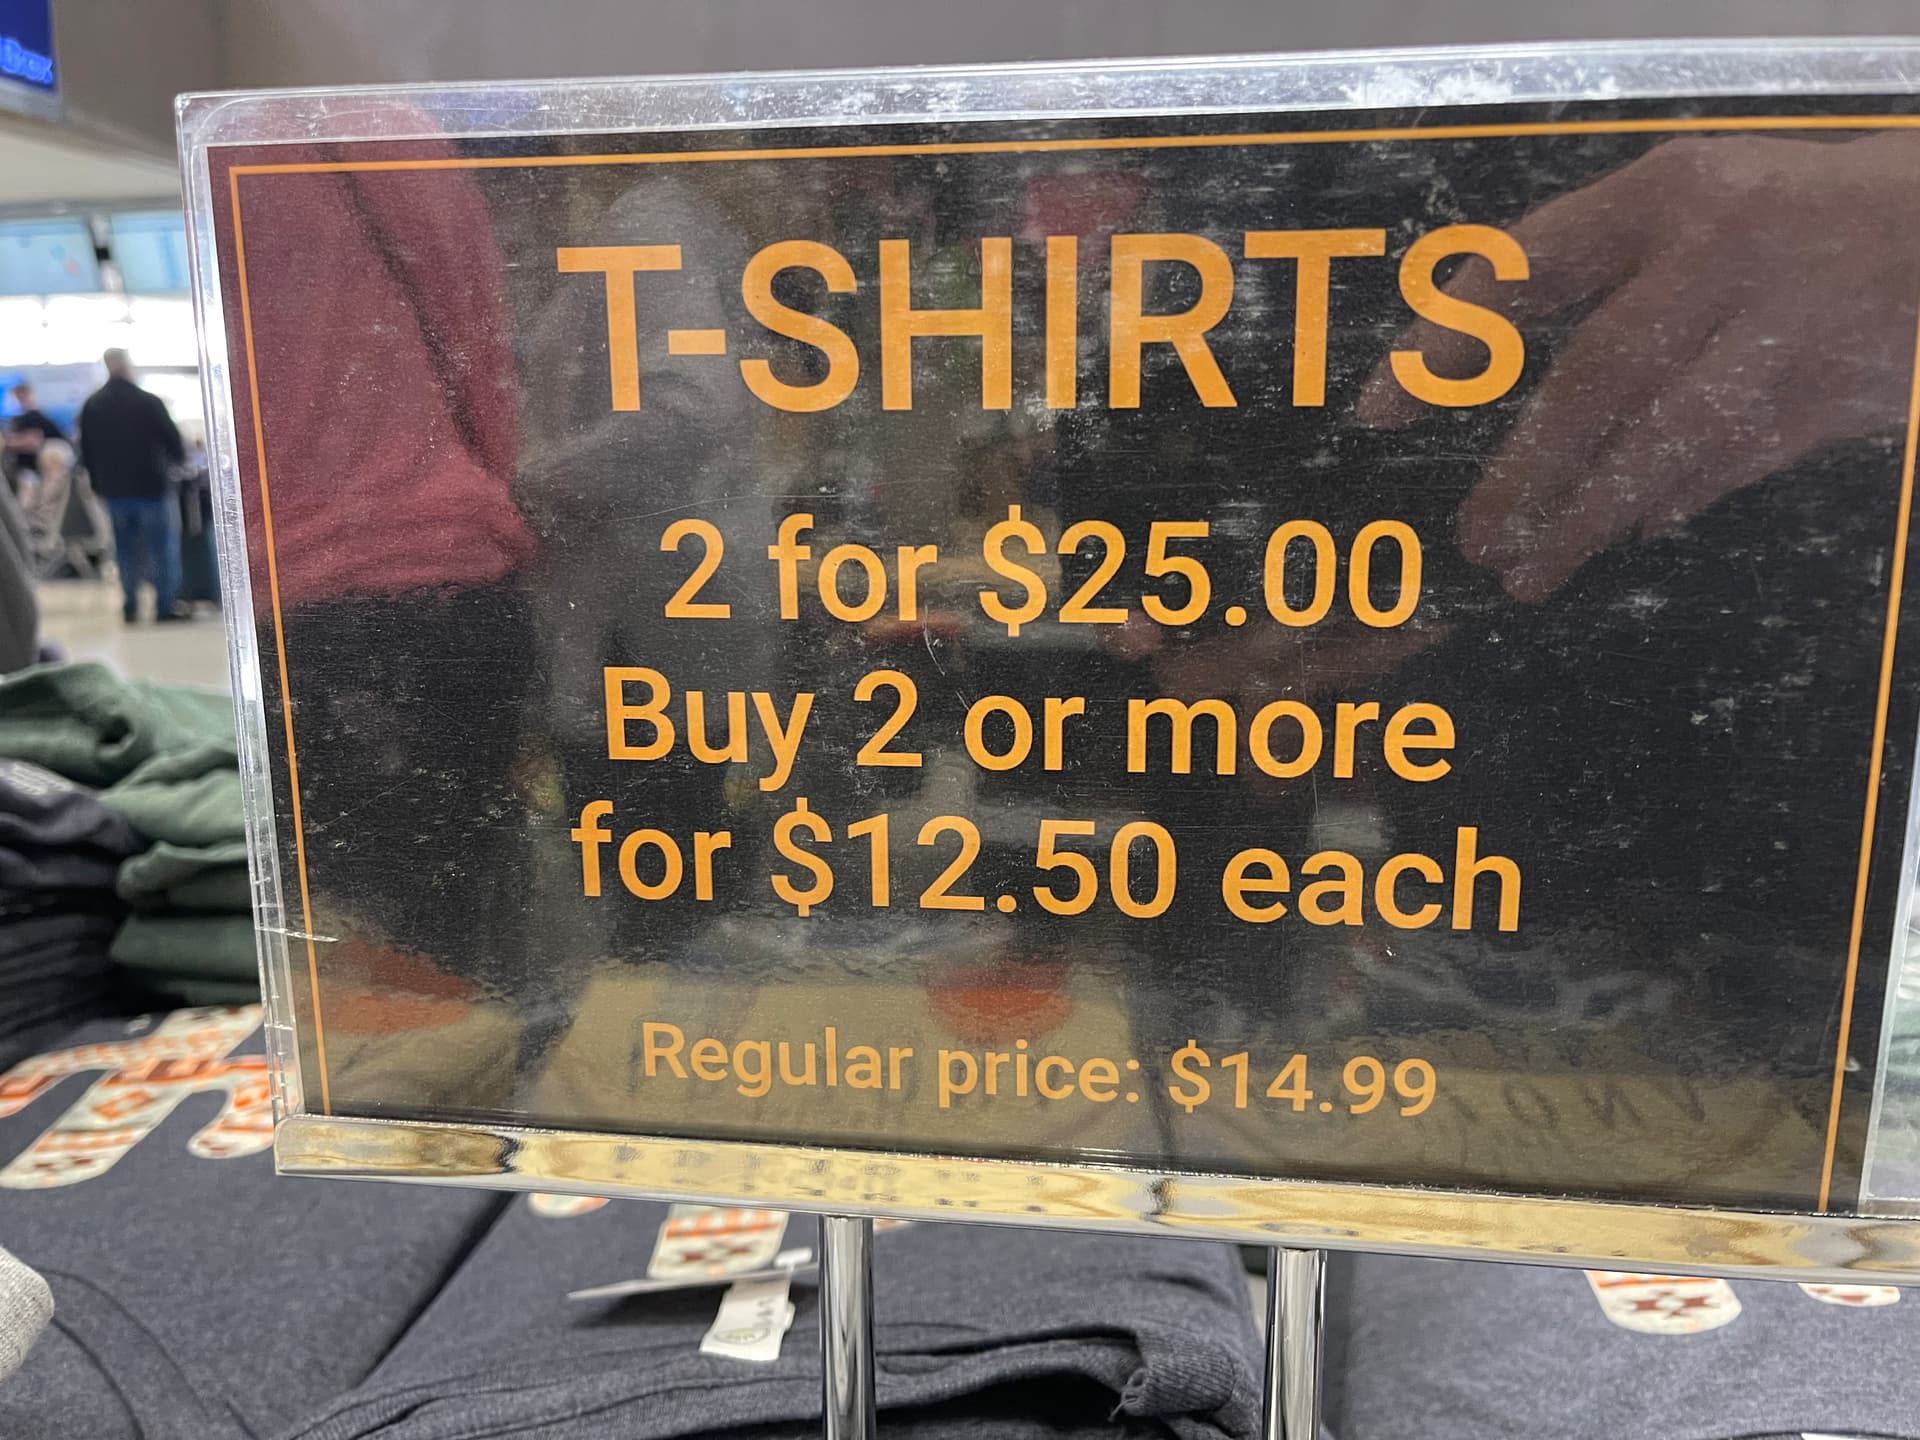 T-SHIRTS
2 for $25.00
Buy 2 or more
for $12.50 each
Regular price: $14.99